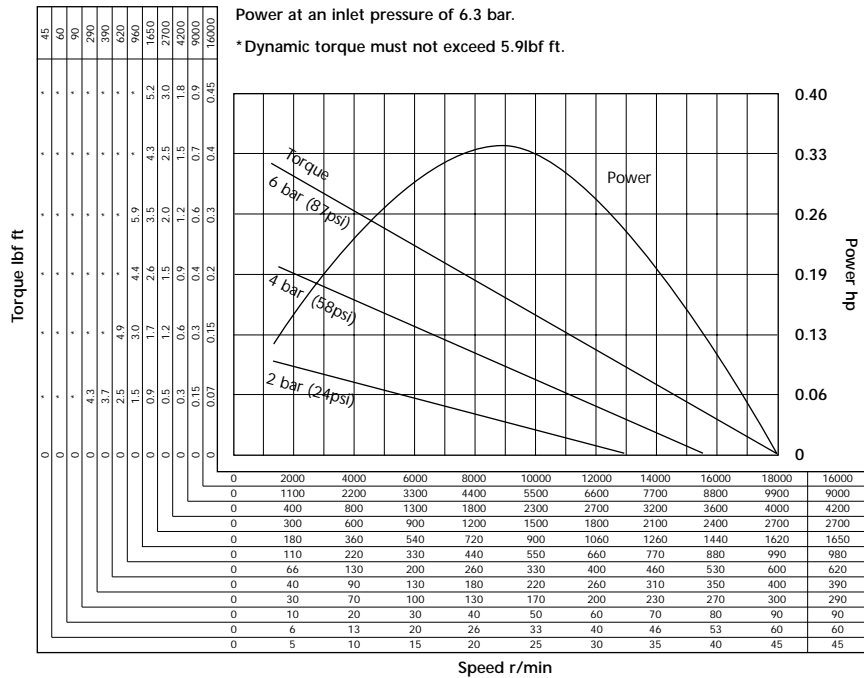 Power at an inlet pressure of 6.3 bar.
*Dynamic torque must not exceed 5.9lbf ft.
45 60 90 290 390 620 960 1650 2700 4200 9000 16000
* * * * * * * 5.2 3.0 1.8 0.9 0.45
* * * * * * * 4.3 2.5 1.5 0.7 0.4
* * * * * * 5.9 3.5 2.0 1.2 0.6 0.3
* * * * * * 4.4 2.6 1.5 0.9 0.4 0.2
* * * * * 4.9 3.0 1.7 1.2 0.6 0.3 0.15
* * * 4.3 3.7 2.5 1.5 0.9 0.5 0.3 0.15 0.07
0 0 0 0 0 0 0 0 0 0 0 0
Torque lbf ft
Torque
6 bar (87psi)
4 bar (58psi)
2 bar (24psi)
Power
0.40
0.33
0.26
0.19
0.13
0.06
0
Power hp
0 2000 4000 6000 8000 10000 12000 14000 16000 18000 16000
0 1100 2200 3300 4400 5500 6600 7700 8800 9900 9000
0 400 800 1300 1800 2300 2700 3200 3600 4000 4200
0 300 600 900 1200 1500 1800 2100 2400 2700 2700
0 180 360 540 720 900 1060 1260 1440 1620 1650
0 110 220 330 440 550 660 770 880 990 980
0 66 130 200 260 330 400 460 530 600 620
0 40 90 130 180 220 260 310 350 400 390
0 30 70 100 130 170 200 230 270 300 290
0 10 20 30 40 50 60 70 80 90 90
0 6 13 20 26 33 40 46 53 60 60
0 5 10 15 20 25 30 35 40 45 45
Speed r/min